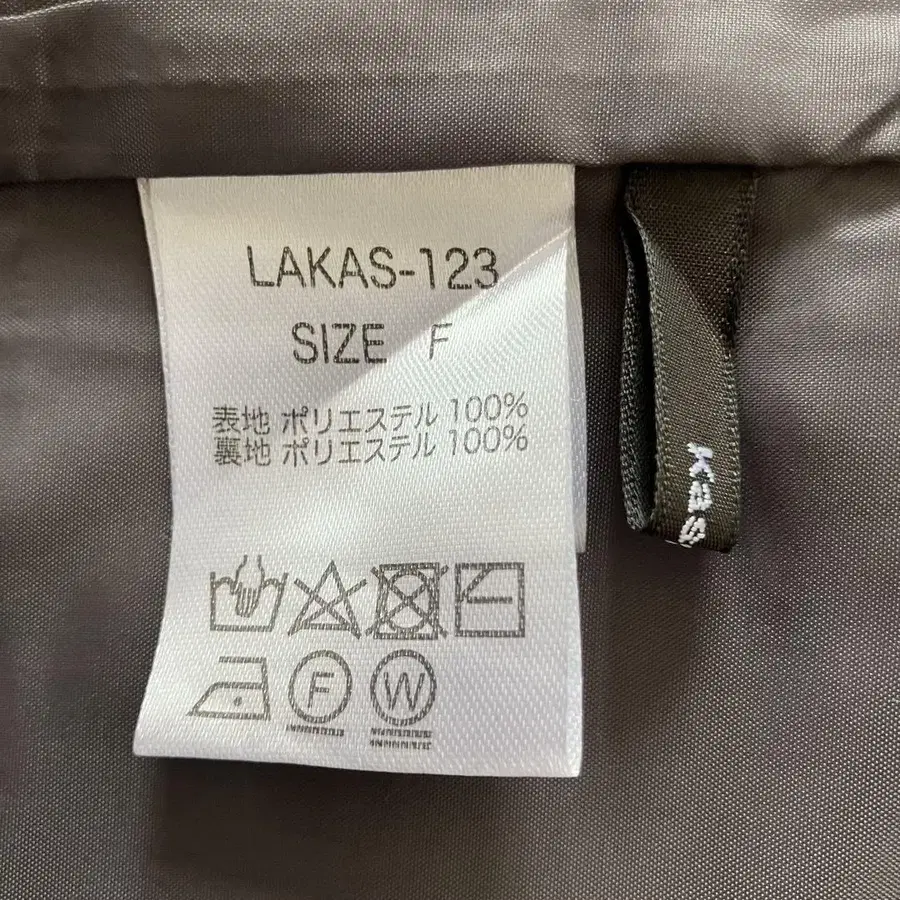 LAKAS-123
SIZE F
表地 ポリエステル 100%
裏地 ポリエステル 100%
F
W